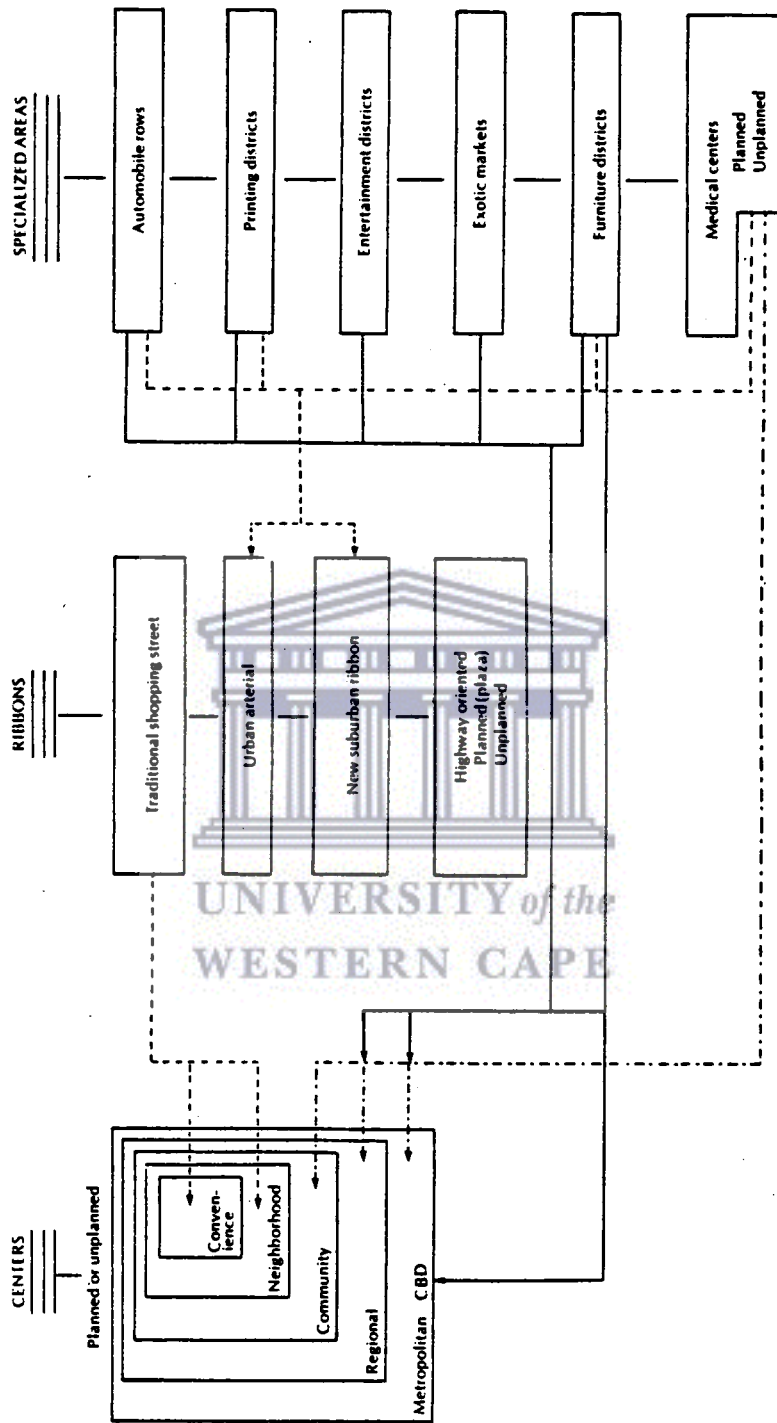 CENTERS
Planned or unplanned
Conven-
ience
Neighborhood
Community
Regional
Metropolitan CBD
RIBBONS
Traditional shopping street
Urban arterial
New suburban ribbon
Highway oriented
Planned (plaza)
Unplanned
SPECIALIZED AREAS
Automobile rows
Printing districts
Entertainment districts
Exotic markets
Furniture districts
Medical centers
Planned
Unplanned
UNIVERSITY of the
WESTERN CAPE